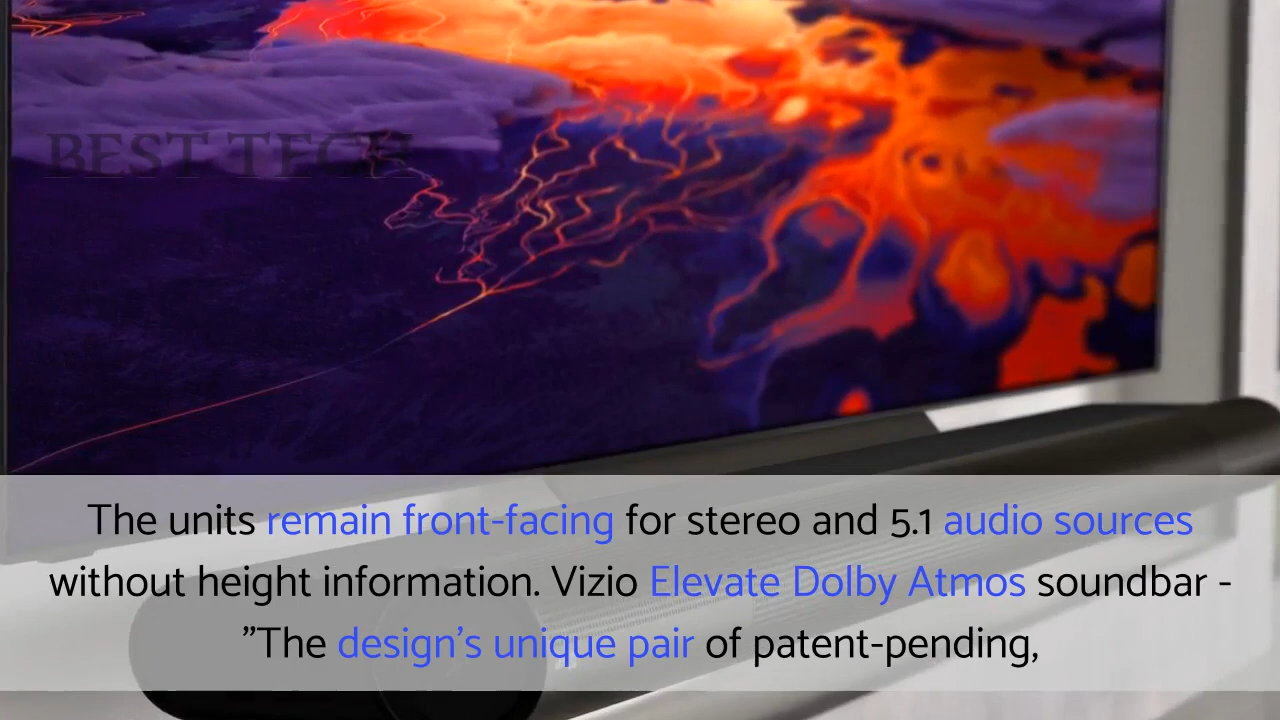 BEST TECH
The units remain front-facing for stereo and 5.1 audio sources
without height information. Vizio Elevate Dolby Atmos soundbar -
"The design's unique pair of patent-pending,